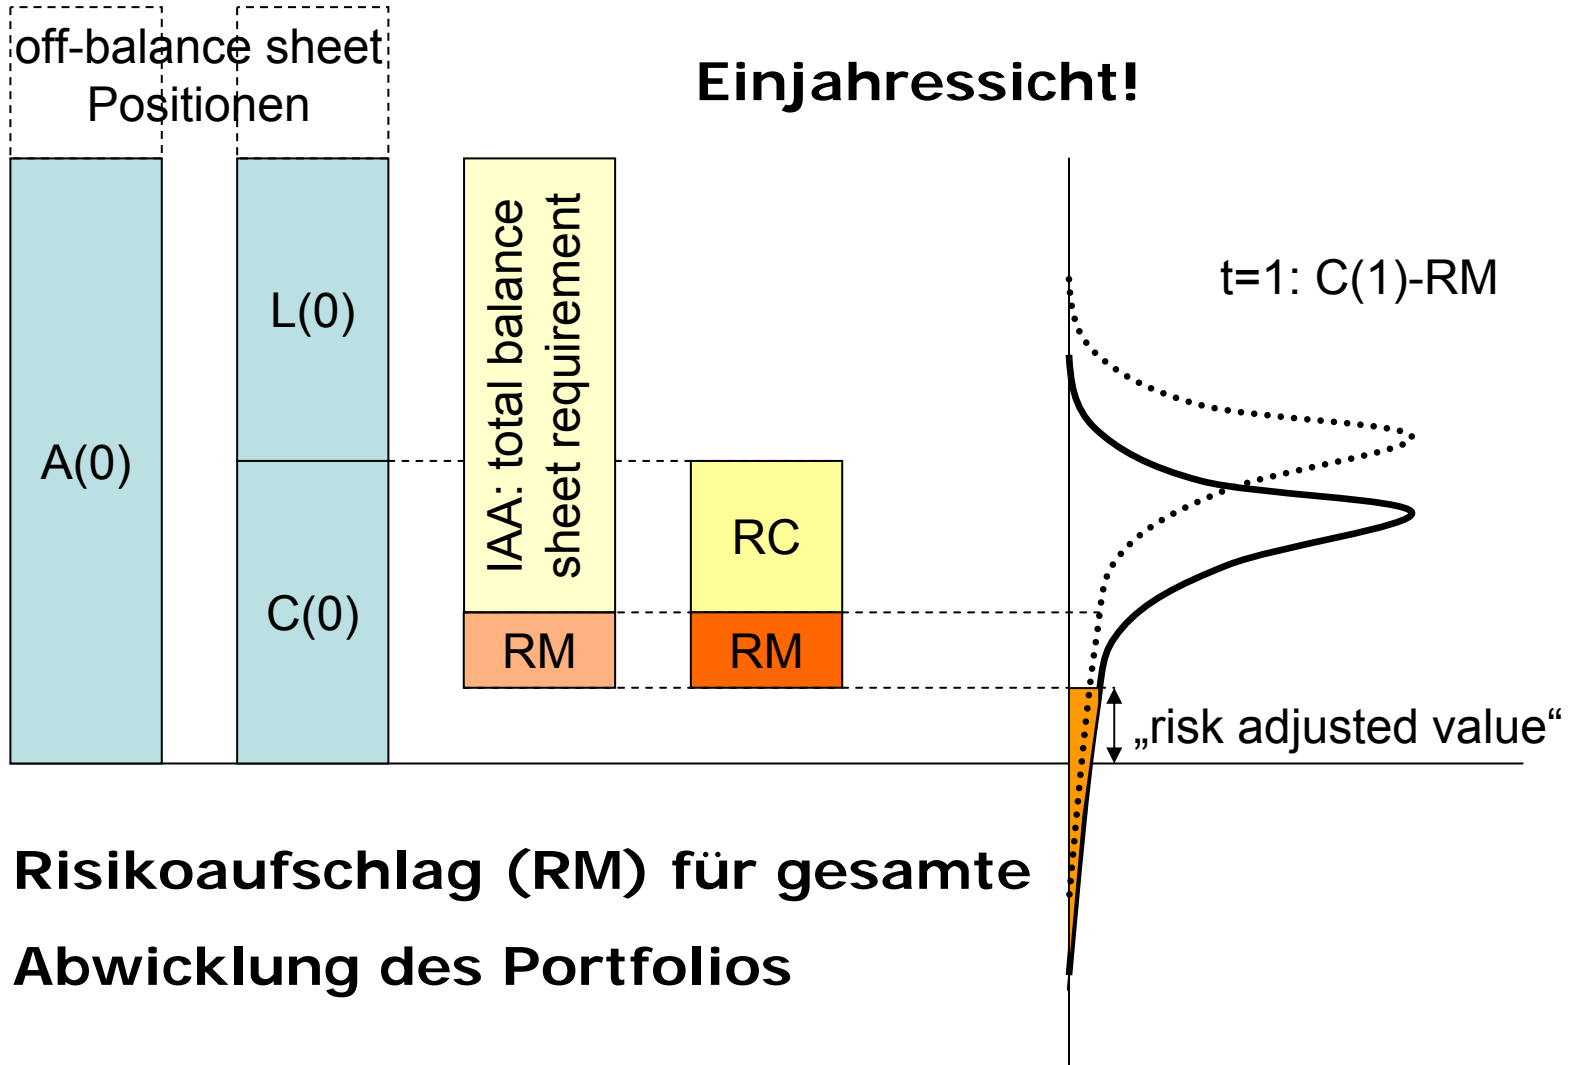 off-balance sheet
Positionen
Einjahressicht!
A(0)
L(0)
C(0)
IAA: total balance
sheet requirement
RM
RC
RM
t=1: C(1)-RM
„risk adjusted value“
Risikoaufschlag (RM) für gesamte
Abwicklung des Portfolios